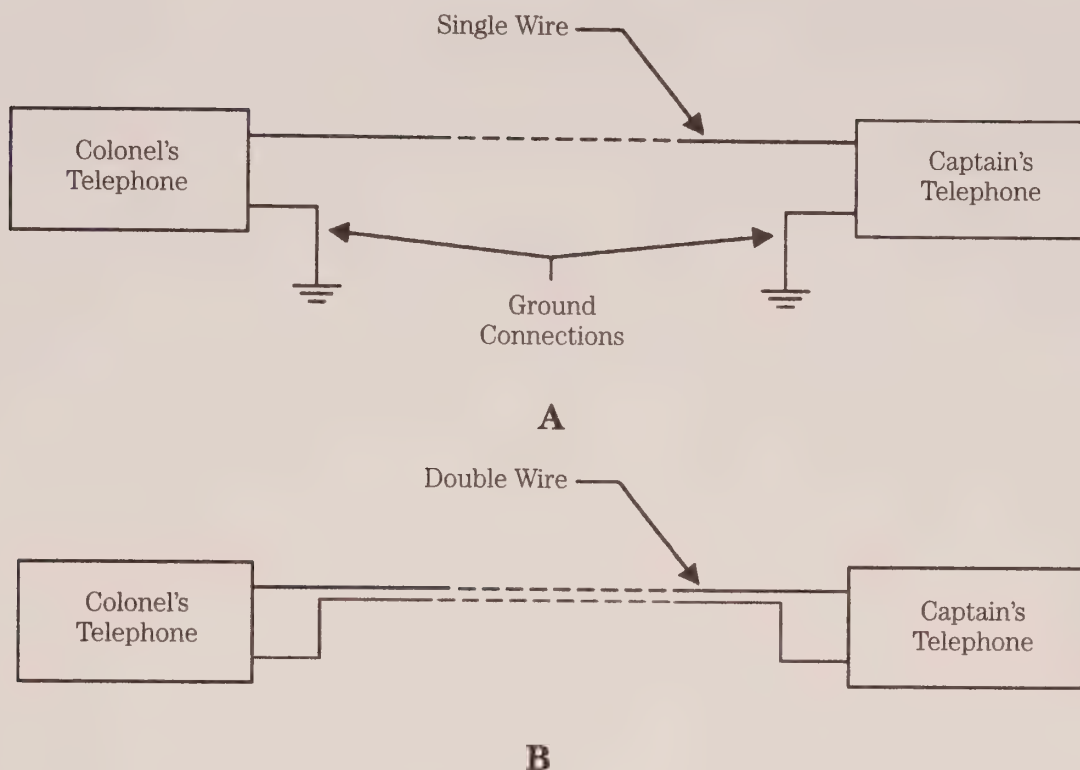 Single Wire
Colonel's
Telephone
Captain's
Telephone
Ground
Connections
A
Double Wire
Colonel's
Telephone
Captain's
Telephone
B